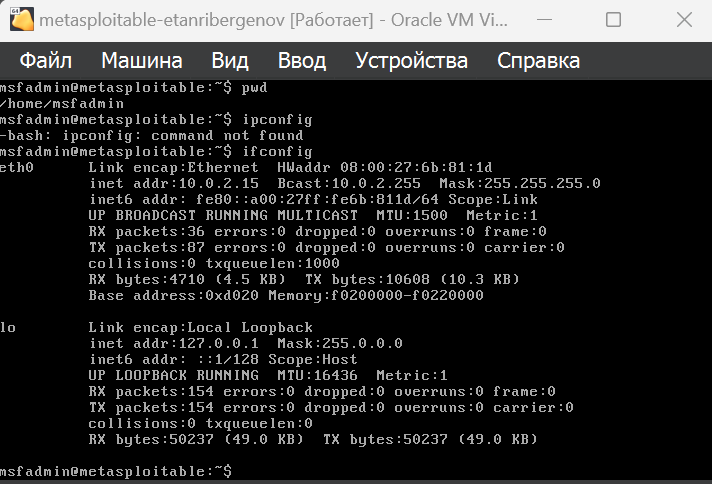 metasploitable-etanribergenov [Работает] - Oracle VM Vi...
Файл Машина Вид Ввод Устройства Справка
msfadmin@metasploitable:~$ pwd
/home/msfadmin
msfadmin@metasploitable:~$ ipconfig
-bash: ipconfig: command not found
msfadmin@metasploitable:~$ ifconfig
eth0      Link encap:Ethernet  HWaddr 08:00:27:6b:81:1d
          inet addr:10.0.2.15  Bcast:10.0.2.255  Mask:255.255.255.0
          inet6 addr: fe80::a00:27ff:fe6b:811d/64 Scope:Link
          UP BROADCAST RUNNING MULTICAST  MTU:1500  Metric:1
          RX packets:36 errors:0 dropped:0 overruns:0 frame:0
          TX packets:87 errors:0 dropped:0 overruns:0 carrier:0
          collisions:0 txqueuelen:1000
          RX bytes:4710 (4.5 KB)  TX bytes:10608 (10.3 KB)
          Base address:0xd020 Memory:f0200000-f0220000
lo        Link encap:Local Loopback
          inet addr:127.0.0.1  Mask:255.0.0.0
          inet6 addr: ::1/128 Scope:Host
          UP LOOPBACK RUNNING  MTU:16436  Metric:1
          RX packets:154 errors:0 dropped:0 overruns:0 frame:0
          TX packets:154 errors:0 dropped:0 overruns:0 carrier:0
          collisions:0 txqueuelen:0
          RX bytes:50237 (49.0 KB)  TX bytes:50237 (49.0 KB)
msfadmin@metasploitable:~$